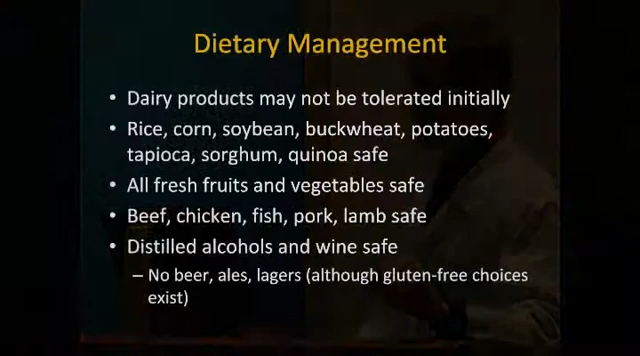 Dietary Management
• Dairy products may not be tolerated initially
• Rice, corn, soybean, buckwheat, potatoes,
tapioca, sorghum, quinoa safe
• All fresh fruits and vegetables safe
• Beef, chicken, fish, pork, lamb safe
• Distilled alcohols and wine safe
– No beer, ales, lagers (although gluten-free choices
exist)